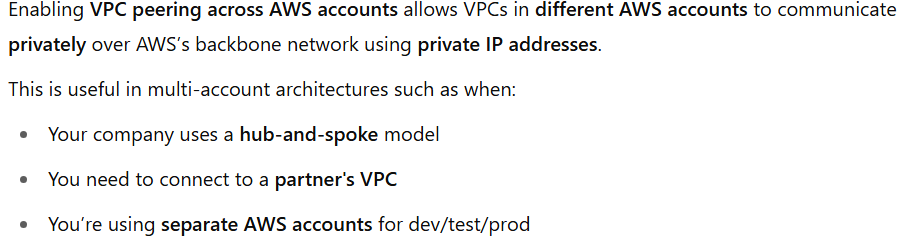 Enabling VPC peering across AWS accounts allows VPCs in different AWS accounts to communicate
privately over AWS’s backbone network using private IP addresses.
This is useful in multi-account architectures such as when:
• Your company uses a hub-and-spoke model
• You need to connect to a partner's VPC
• You’re using separate AWS accounts for dev/test/prod